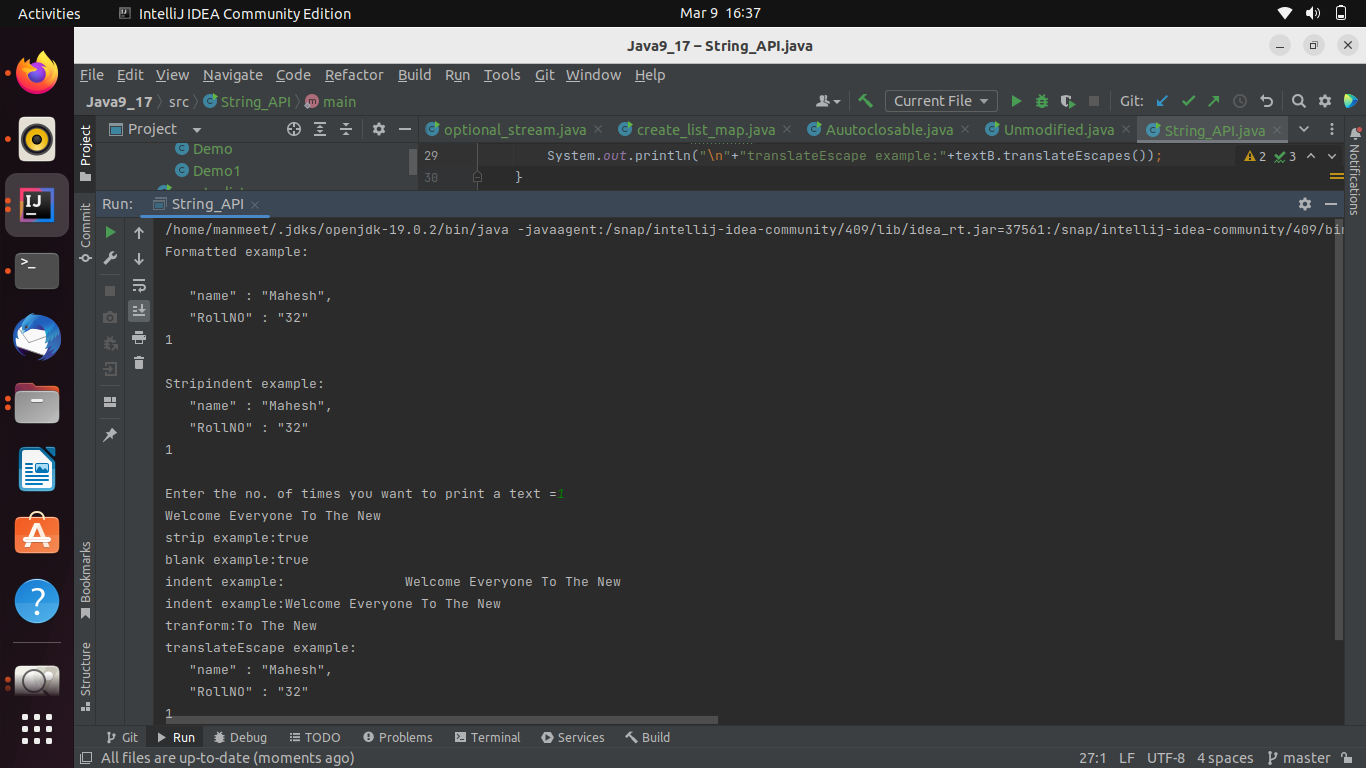 Activities IntelliJ IDEA Community Edition Mar 9 16:37
Java9_17 – String_API.java
File Edit View Navigate Code Refactor Build Run Tools Git Window Help
Java9_17 src String_API main Current File Git:
Project optional_stream.java create_list_map.java Auutoclosable.java Unmodified.java String_API.java
Demo
Demo1
29 System.out.println("\n"+"translateEscape example:"+textB.translateEscapes()); 2 3
30 }
Project
Commit
Bookmarks
Structure
Notifications
Run: String_API
/home/manmeet/.jdks/openjdk-19.0.2/bin/java -javaagent:/snap/intellij-idea-community/409/lib/idea_rt.jar=37561:/snap/intellij-idea-community/409/bin
Formatted example:
"name" : "Mahesh",
"RollNO" : "32"
1
Stripindent example:
"name" : "Mahesh",
"RollNO" : "32"
1
Enter the no. of times you want to print a text =1
Welcome Everyone To The New
strip example:true
blank example:true
indent example:               Welcome Everyone To The New
indent example:Welcome Everyone To The New
tranform:To The New
translateEscape example:
"name" : "Mahesh",
"RollNO" : "32"
1
Git Run Debug TODO Problems Terminal Services Build
All files are up-to-date (moments ago) 27:1 LF UTF-8 4 spaces master